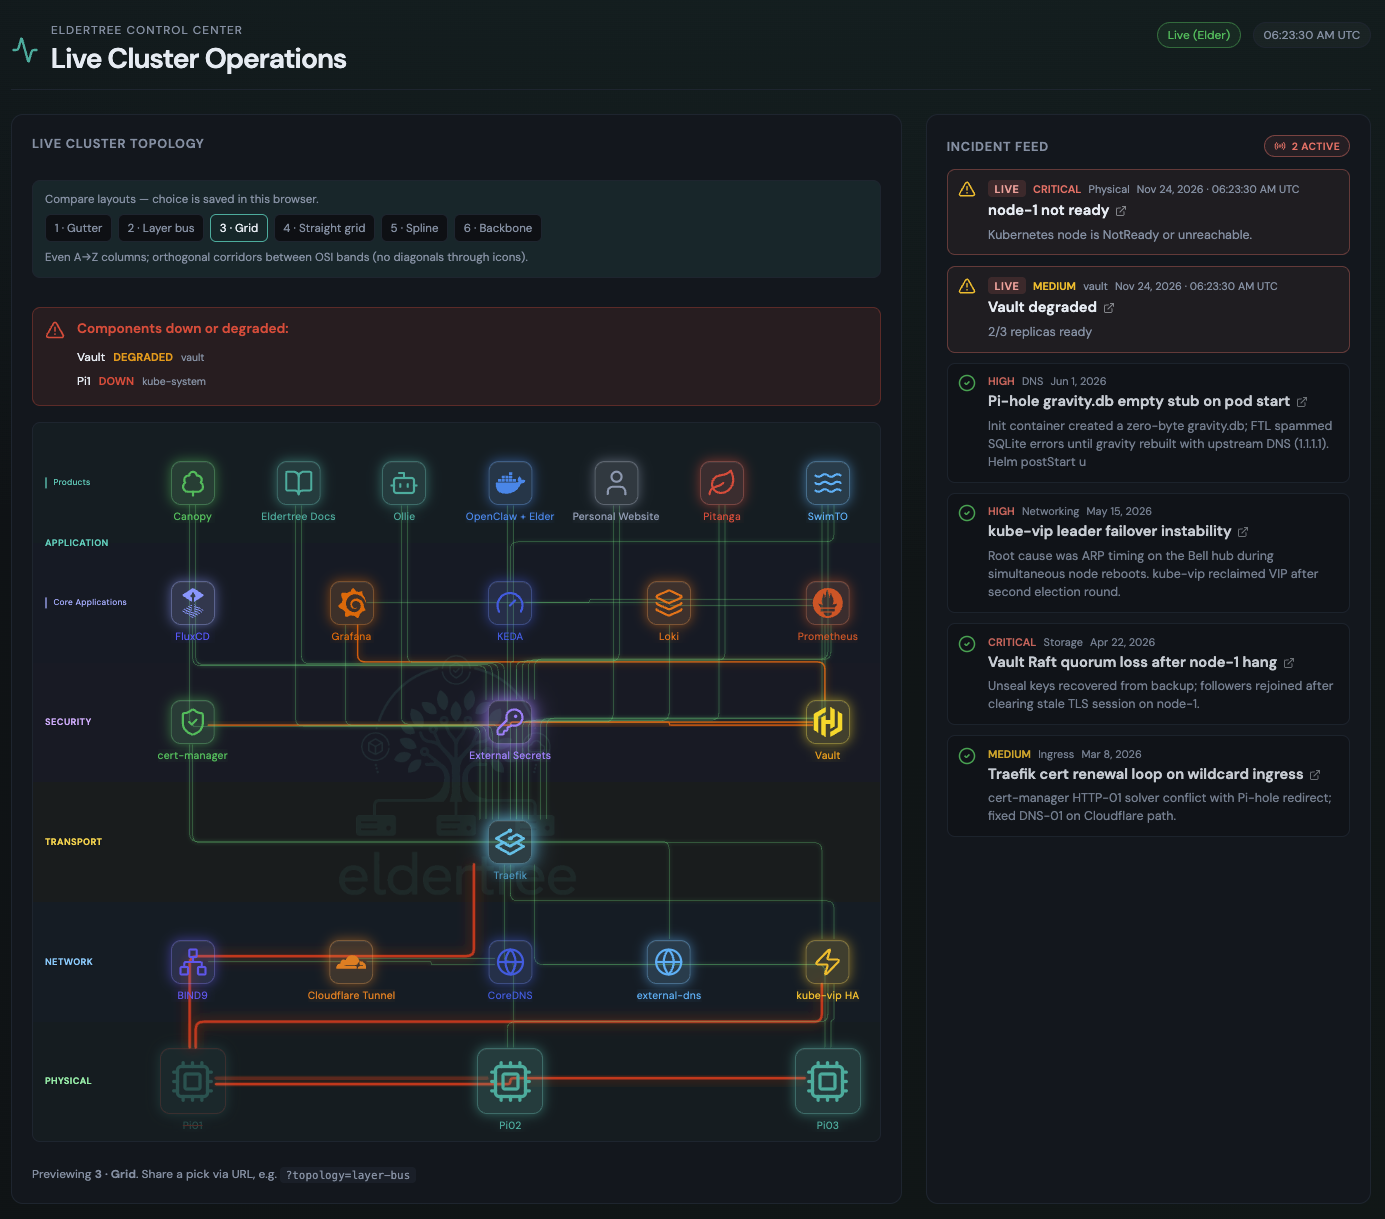 ELDERTREE CONTROL CENTER
Live Cluster Operations
Live (Elder)
06:23:30 AM UTC
LIVE CLUSTER TOPOLOGY
Compare layouts — choice is saved in this browser.
1 · Gutter
2 · Layer bus
3 · Grid
4 · Straight grid
5 · Spline
6 · Backbone
Even A→Z columns; orthogonal corridors between OSI bands (no diagonals through icons).
Components down or degraded:
Vault DEGRADED vault
Pi1 DOWN kube-system
Products
Canopy
Eldertree Docs
Ollie
OpenClaw + Elder
Personal Website
Pitanga
SwimTO
APPLICATION
Core Applications
FluxCD
Grafana
KEDA
Loki
Prometheus
SECURITY
cert-manager
External Secrets
Vault
TRANSPORT
Traefik
eldertree
NETWORK
BIND9
Cloudflare Tunnel
CoreDNS
external-dns
kube-vip HA
PHYSICAL
Pi01
Pi02
Pi03
Previewing 3 · Grid. Share a pick via URL, e.g. ?topology=layer-bus
INCIDENT FEED
2 ACTIVE
LIVE CRITICAL Physical Nov 24, 2026 · 06:23:30 AM UTC
node-1 not ready
Kubernetes node is NotReady or unreachable.
LIVE MEDIUM vault Nov 24, 2026 · 06:23:30 AM UTC
Vault degraded
2/3 replicas ready
HIGH DNS Jun 1, 2026
Pi-hole gravity.db empty stub on pod start
Init container created a zero-byte gravity.db; FTL spammed
SQLite errors until gravity rebuilt with upstream DNS (1.1.1.1).
Helm postStart u
HIGH Networking May 15, 2026
kube-vip leader failover instability
Root cause was ARP timing on the Bell hub during
simultaneous node reboots. kube-vip reclaimed VIP after
second election round.
CRITICAL Storage Apr 22, 2026
Vault Raft quorum loss after node-1 hang
Unseal keys recovered from backup; followers rejoined after
clearing stale TLS session on node-1.
MEDIUM Ingress Mar 8, 2026
Traefik cert renewal loop on wildcard ingress
cert-manager HTTP-01 solver conflict with Pi-hole redirect;
fixed DNS-01 on Cloudflare path.